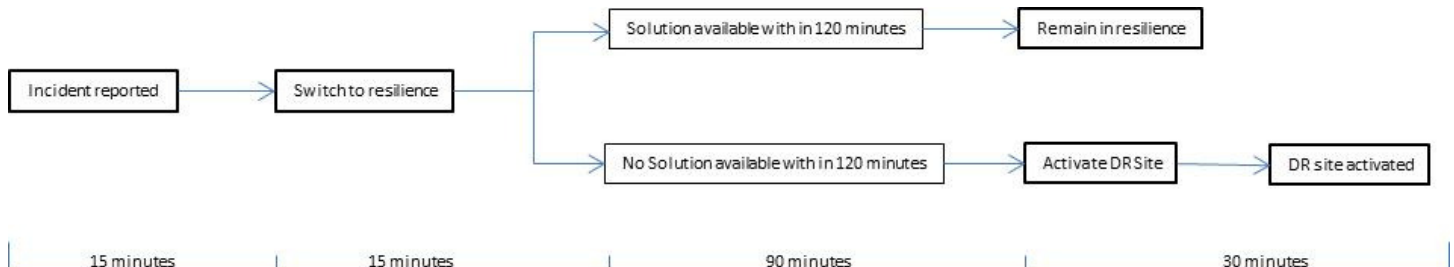 Solution available with in 120 minutes
Remain in resilience
Incident reported
Switch to resilience
No Solution available with in 120 minutes
Activate DR Site
DR site activated
15 minutes
15 minutes
90 minutes
30 minutes